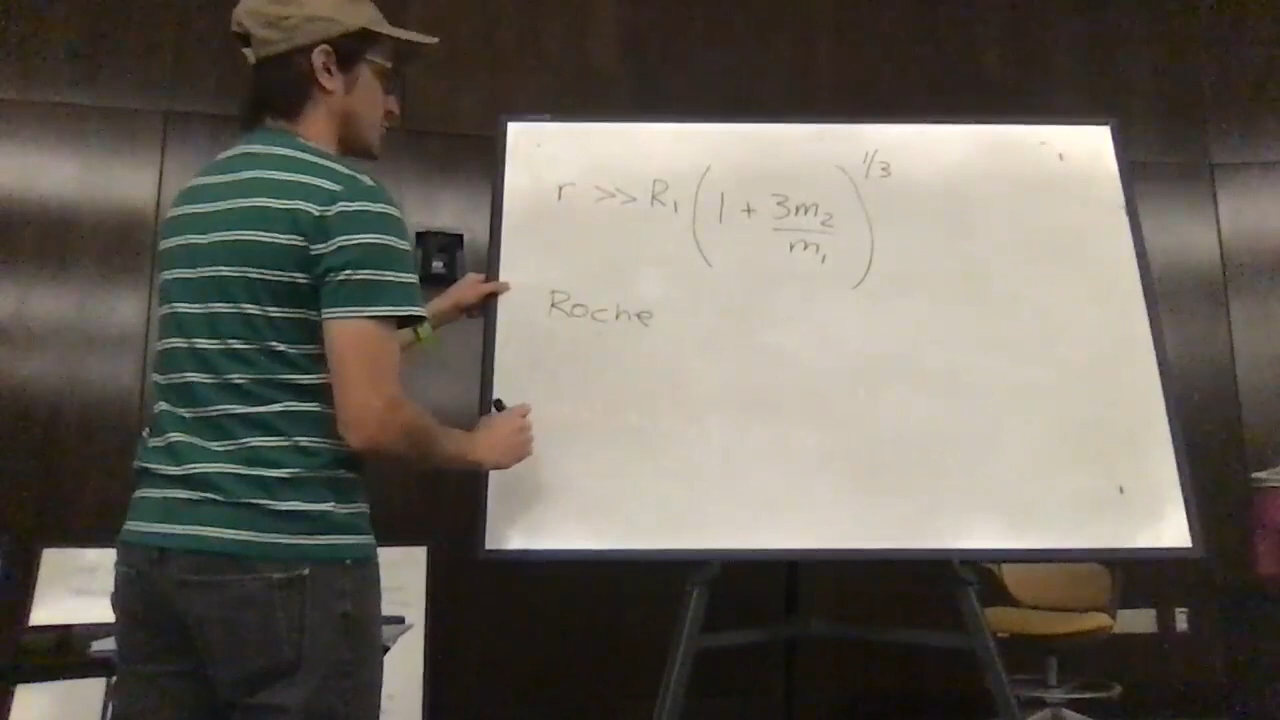 r >> R₁ (1 + 3m₂/m₁)^1/3
Roche